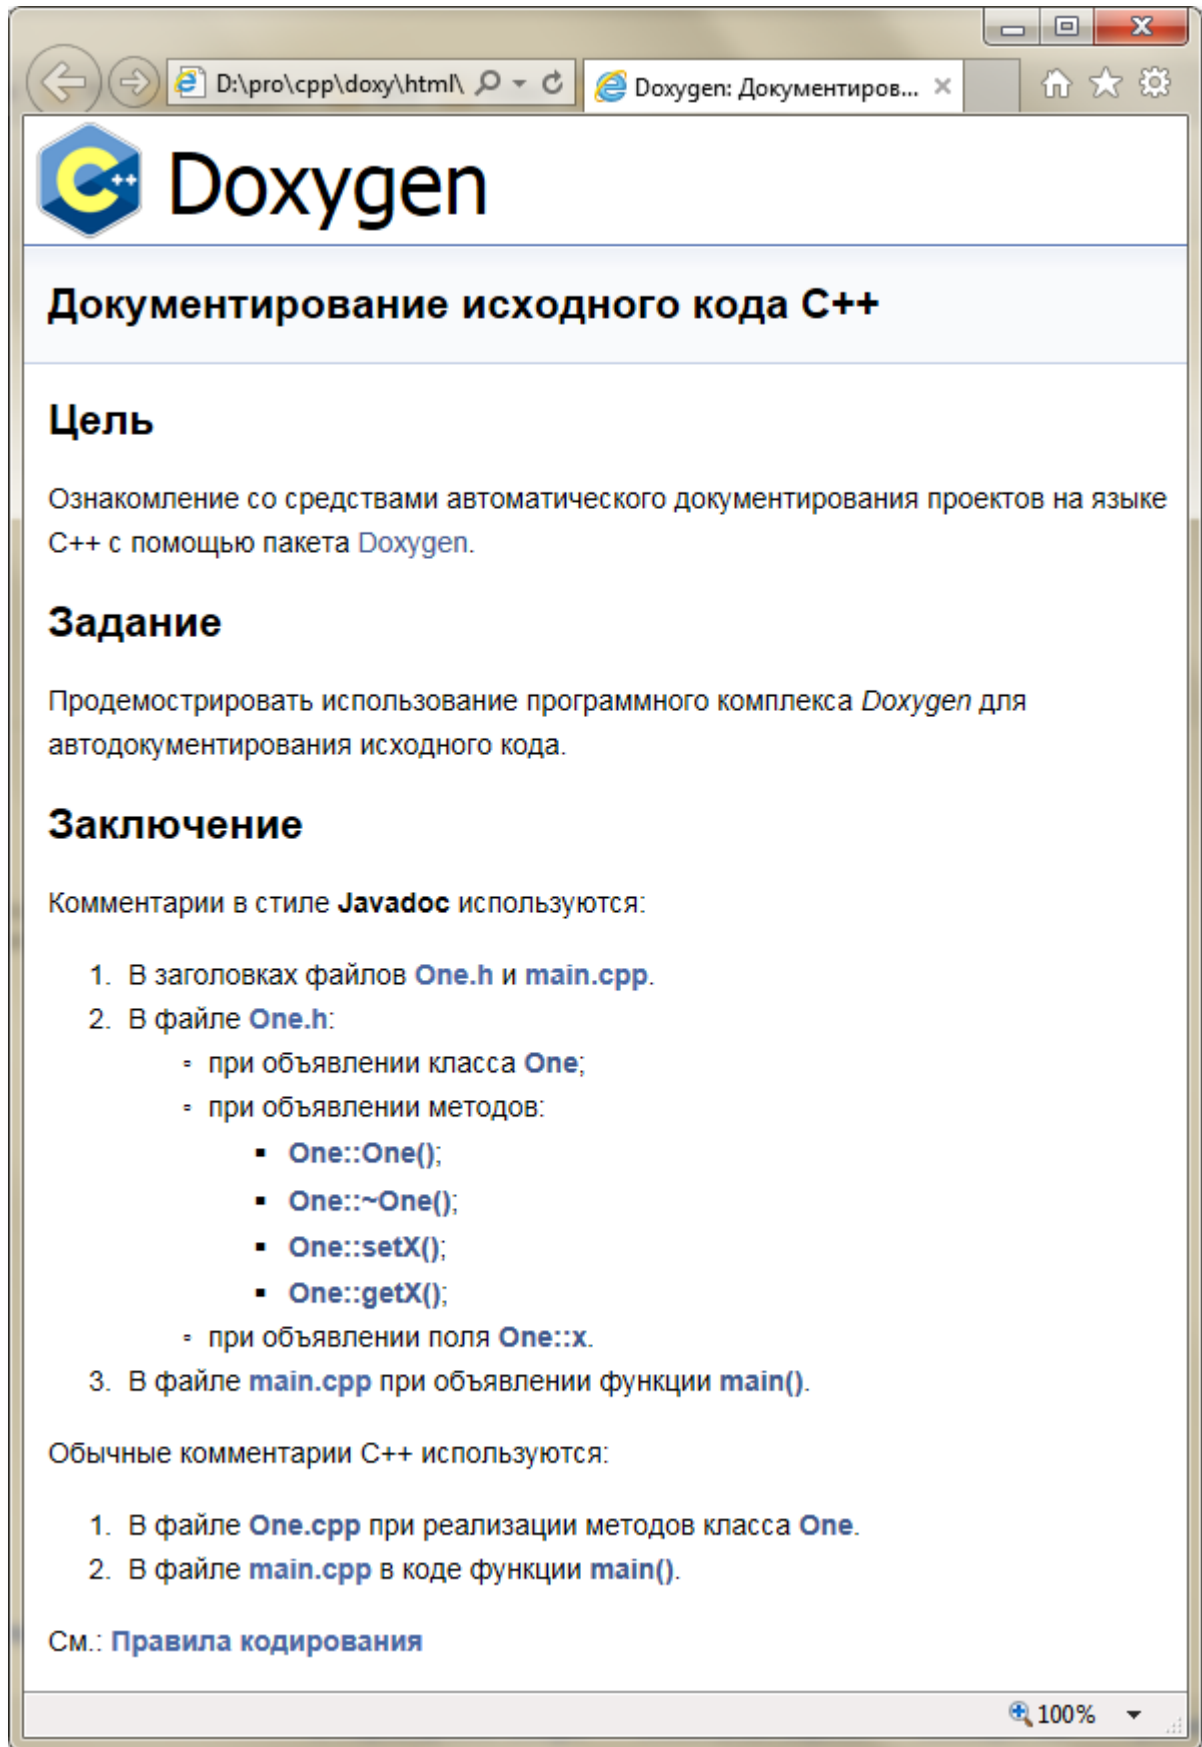 D:\pro\cpp\doxy\html\
Doxygen: Документиров...
C++ Doxygen
Документирование исходного кода C++
Цель
Ознакомление со средствами автоматического документирования проектов на языке
C++ с помощью пакета Doxygen.
Задание
Продемострировать использование программного комплекса Doxygen для
автодокументирования исходного кода.
Заключение
Комментарии в стиле Javadoc используются:
1. В заголовках файлов One.h и main.cpp.
2. В файле One.h:
при объявлении класса One;
при объявлении методов:
One::One();
One::~One();
One::setX();
One::getX();
при объявлении поля One::x.
3. В файле main.cpp при объявлении функции main().
Обычные комментарии C++ используются:
1. В файле One.cpp при реализации методов класса One.
2. В файле main.cpp в коде функции main().
См.: Правила кодирования
100%